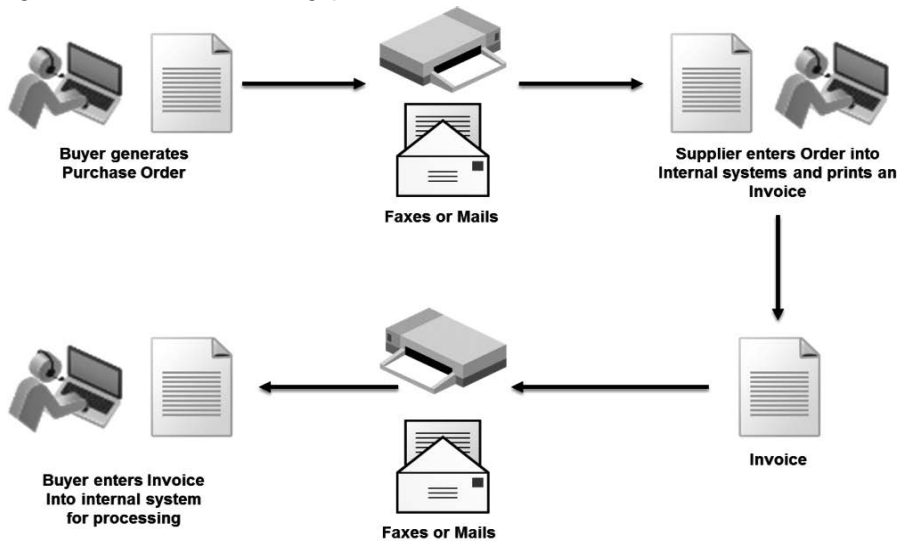 Buyer generates
Purchase Order
Faxes or Mails
Supplier enters Order into
Internal systems and prints an
Invoice
Invoice
Faxes or Mails
Buyer enters Invoice
Into internal system
for processing